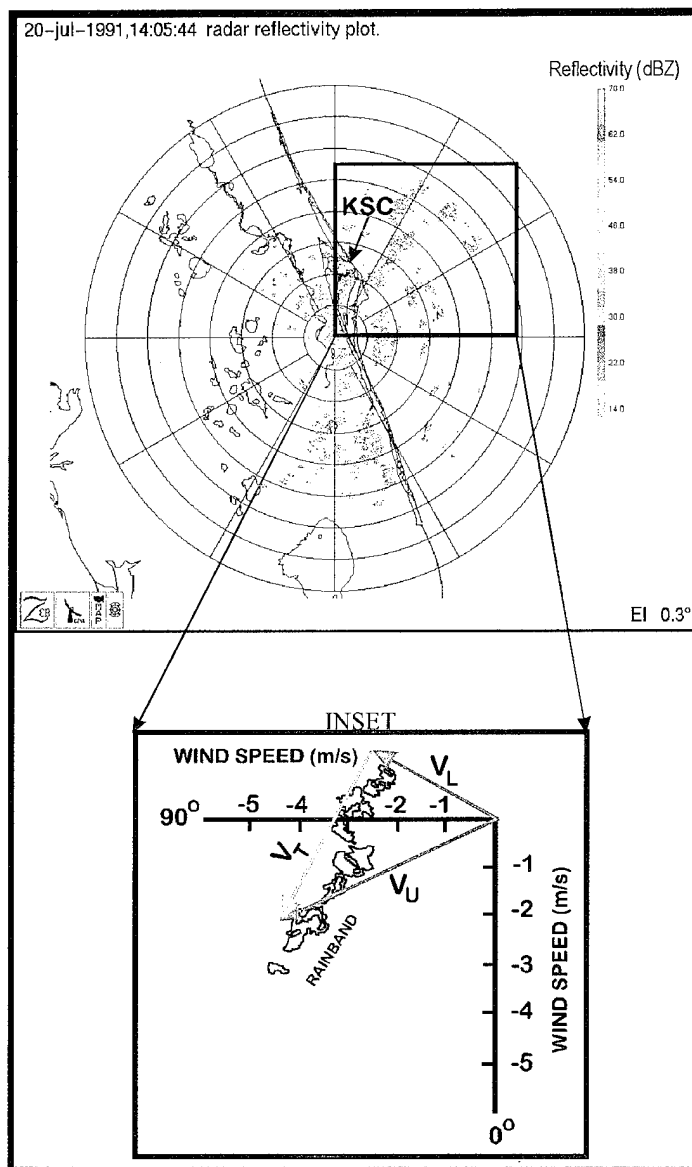 20-jul-1991,14:05:44 radar reflectivity plot.
Reflectivity (dBZ)
70.0
62.0
54.0
46.0
38.0
30.0
22.0
14.0
KSC
El 0.3°
INSET
WIND SPEED (m/s)
V_L
90°
-5
-4
-2
-1
V_T
V_U
-1
-2
-3
-4
-5
RAINBAND
WIND SPEED (m/s)
0°